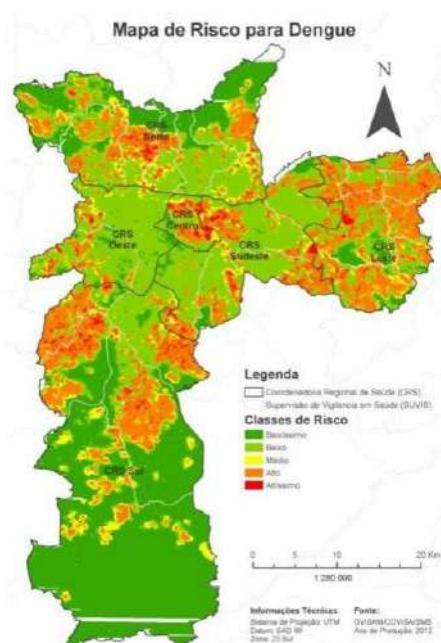 Mapa de Risco para Dengue
N
CRS
Norte
CRS
Oeste
CRS
Centro
CRS
Sudeste
CRS
Leste
CRS Sul
Legenda
Coordenadoria Regional de Saúde (CRS)
Supervisão de Vigilância em Saúde (SUVIS)
Classes de Risco
Baixíssimo
Baixo
Médio
Alto
Altíssimo
0 5 10 20 Km
1:280.000
Informações Técnicas
Sistema de Projeção: UTM
Datum: SAD 69
Zona: 23 Sul
Fonte:
Ano de Produção: 2012